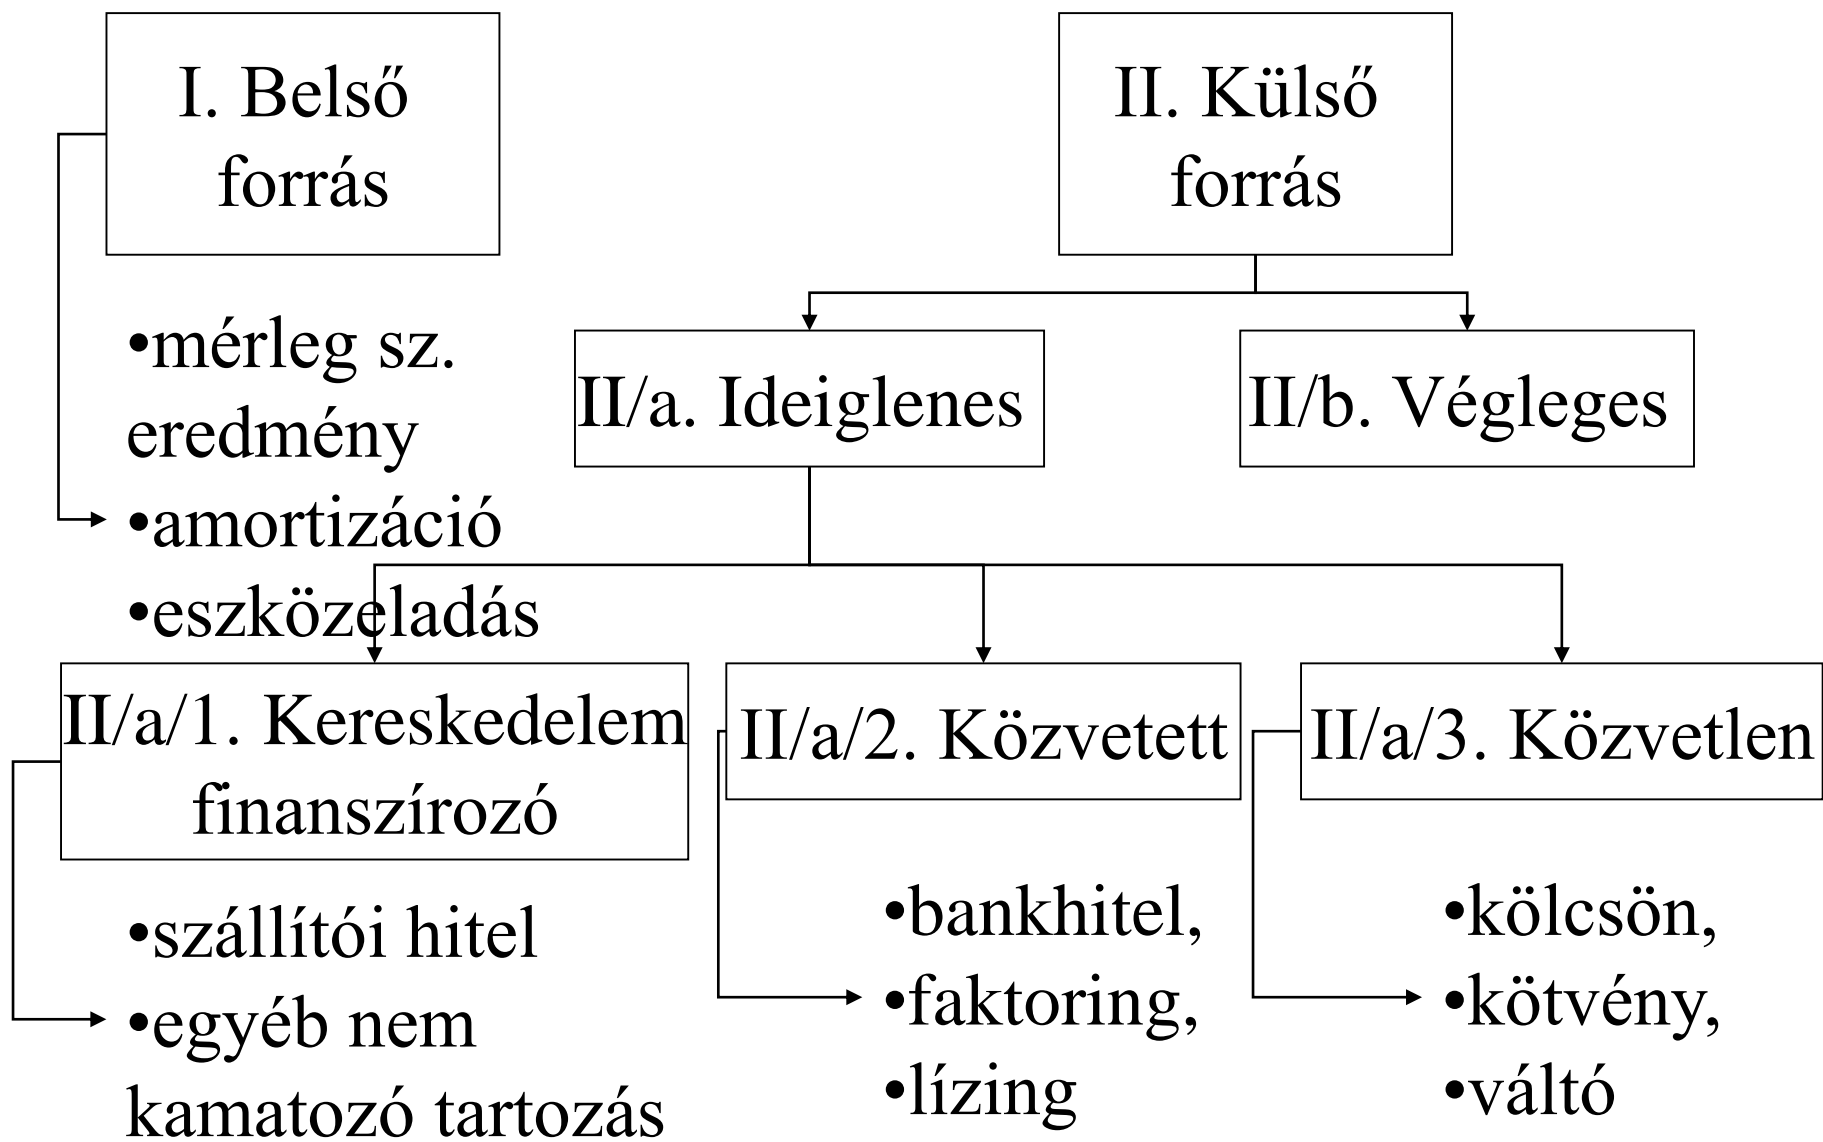 I. Belső
forrás
II. Külső
forrás
•mérleg sz.
eredmény
•amortizáció
•eszközeladás
II/a. Ideiglenes
II/b. Végleges
II/a/1. Kereskedelem
finanszírozó
II/a/2. Közvetett
II/a/3. Közvetlen
•szállítói hitel
•egyéb nem
kamatozó tartozás
•bankhitel,
•faktoring,
•lízing
•kölcsön,
•kötvény,
•váltó